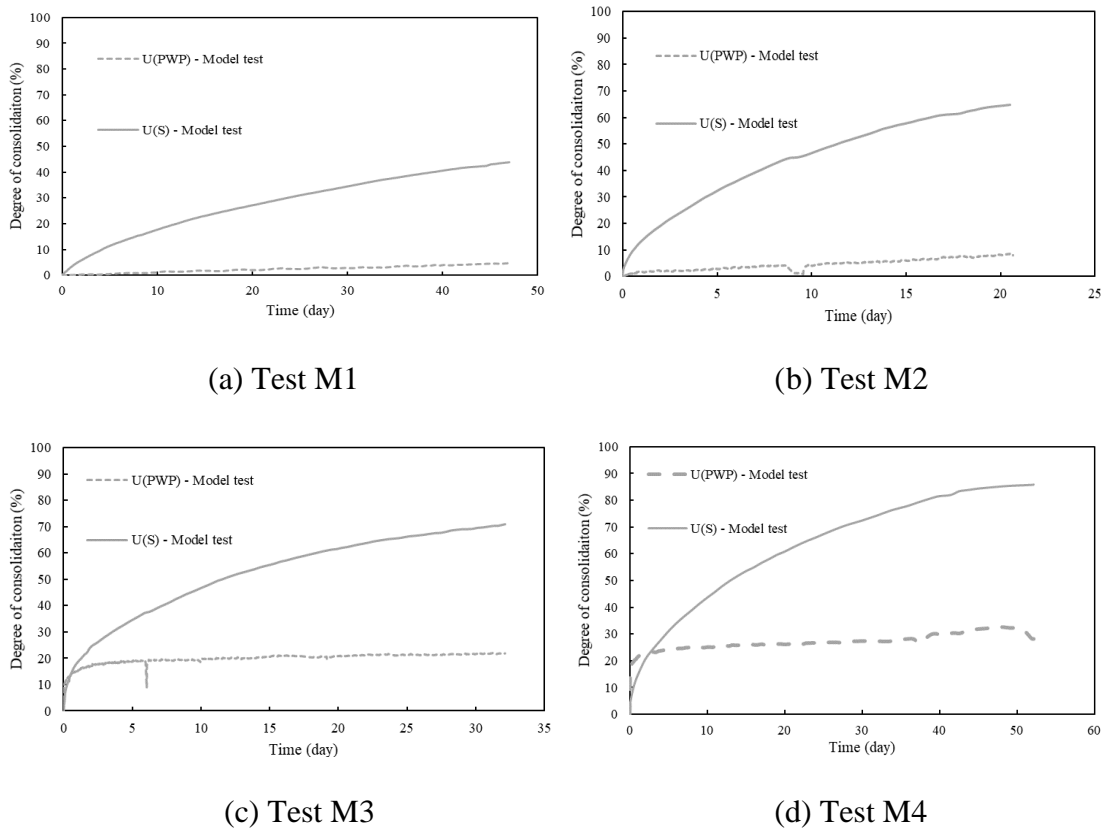 100
90
80
70
60
50
40
30
20
10
0
Degree of consolidaiton (%)
U(PWP) - Model test
U(S) - Model test
0 10 20 30 40 50
Time (day)
(a) Test M1
100
90
80
70
60
50
40
30
20
10
0
Degree of consolidaiton (%)
U(PWP) - Model test
U(S) - Model test
0 5 10 15 20 25
Time (day)
(b) Test M2
100
90
80
70
60
50
40
30
20
10
0
Degree of consolidaiton (%)
U(PWP) - Model test
U(S) - Model test
0 5 10 15 20 25 30 35
Time (day)
(c) Test M3
100
90
80
70
60
50
40
30
20
10
0
Degree of consolidaiton (%)
U(PWP) - Model test
U(S) - Model test
0 10 20 30 40 50 60
Time (day)
(d) Test M4